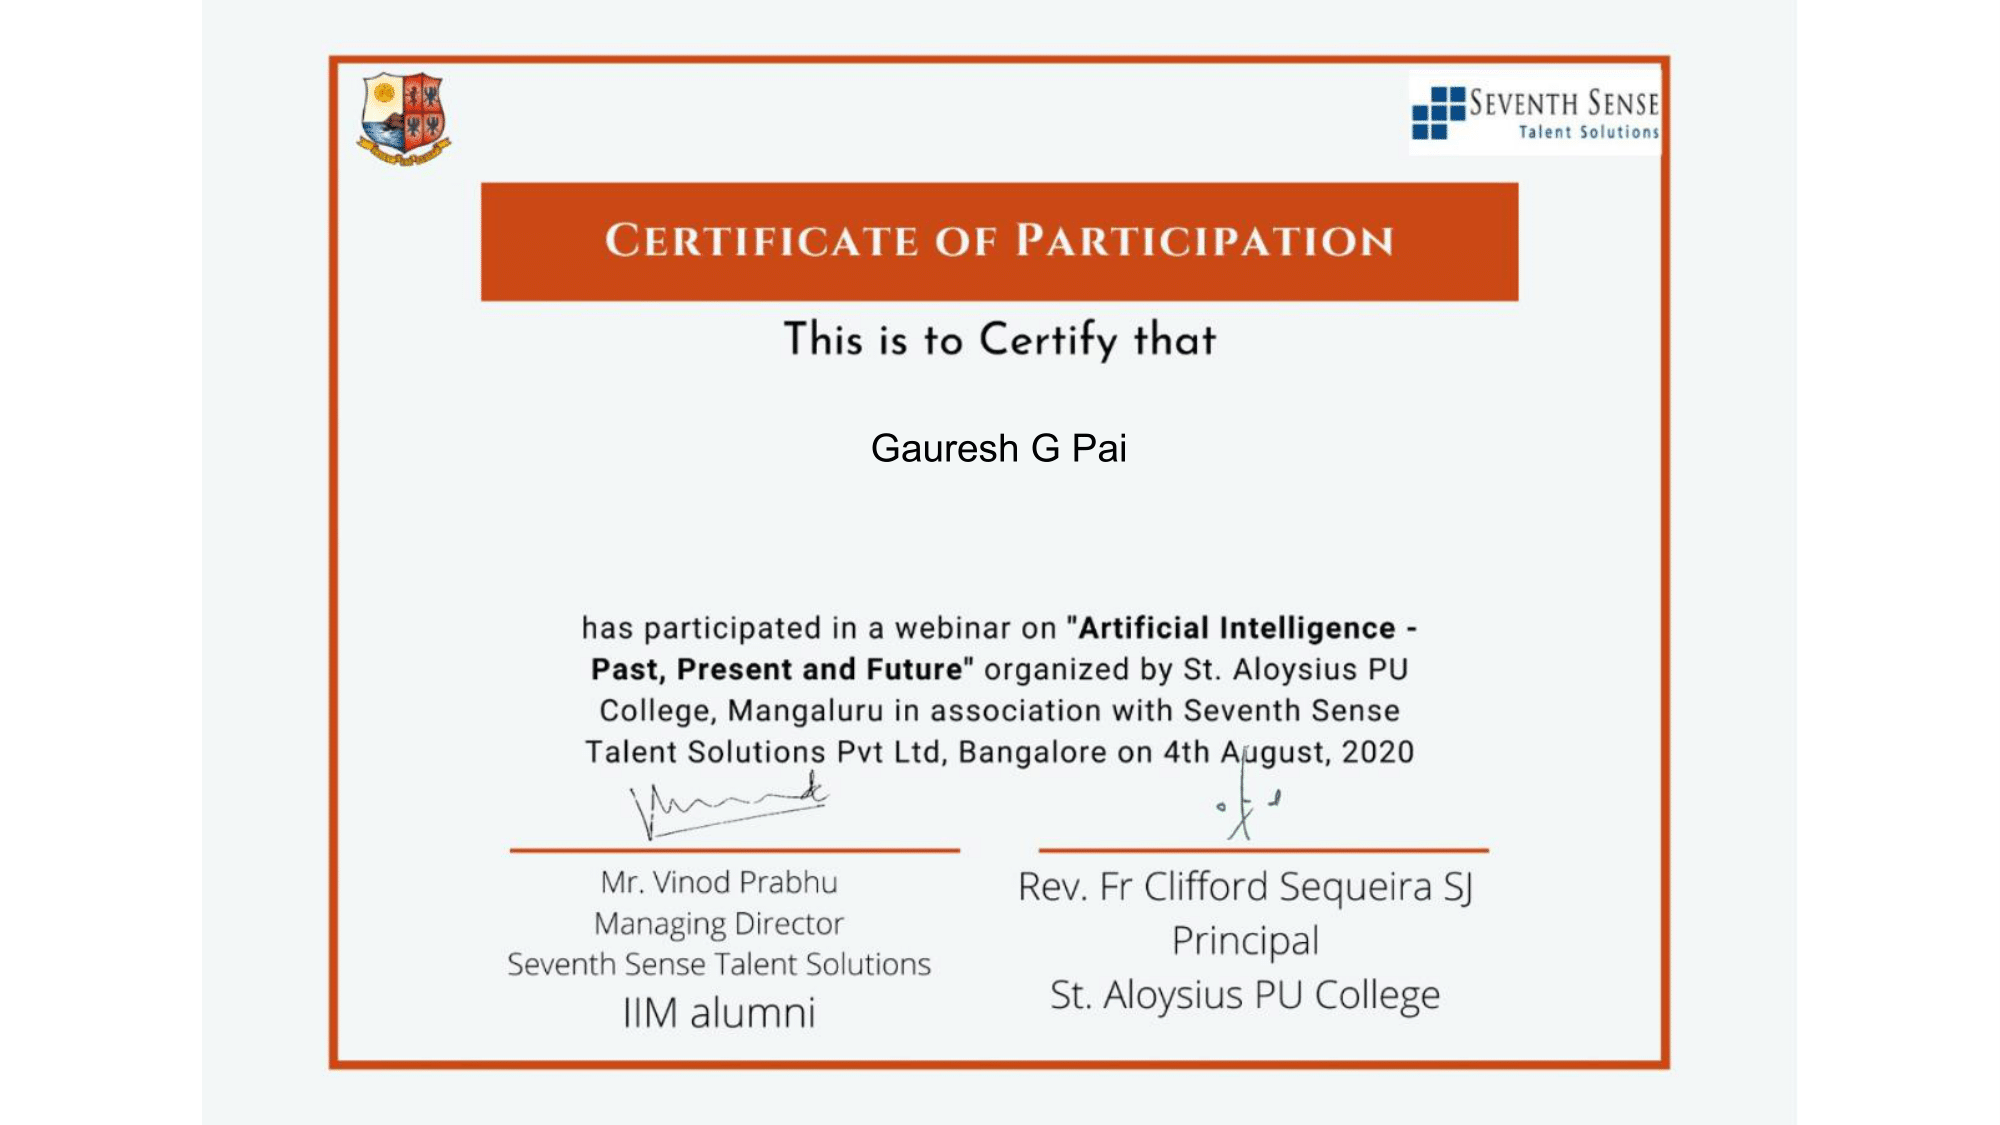 SEVENTH SENSE
Talent Solutions
CERTIFICATE OF PARTICIPATION
This is to Certify that
Gauresh G Pai
has participated in a webinar on "Artificial Intelligence -
Past, Present and Future" organized by St. Aloysius PU
College, Mangaluru in association with Seventh Sense
Talent Solutions Pvt Ltd, Bangalore on 4th August, 2020
Mr. Vinod Prabhu
Managing Director
Seventh Sense Talent Solutions
IIM alumni
Rev. Fr Clifford Sequeira SJ
Principal
St. Aloysius PU College